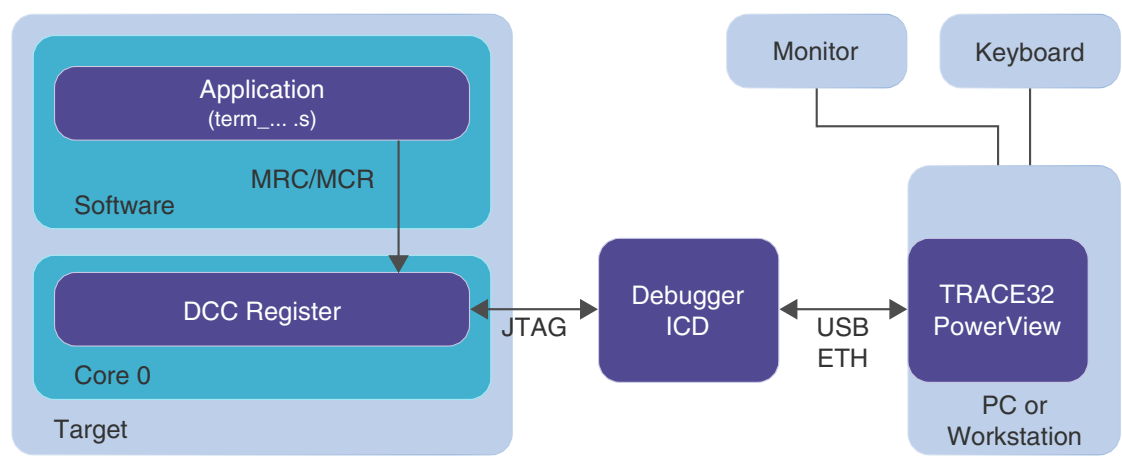 Application
(term_... .s)
MRC/MCR
Software
DCC Register
Core 0
Target
JTAG
Debugger
ICD
USB
ETH
Monitor
Keyboard
TRACE32
PowerView
PC or
Workstation